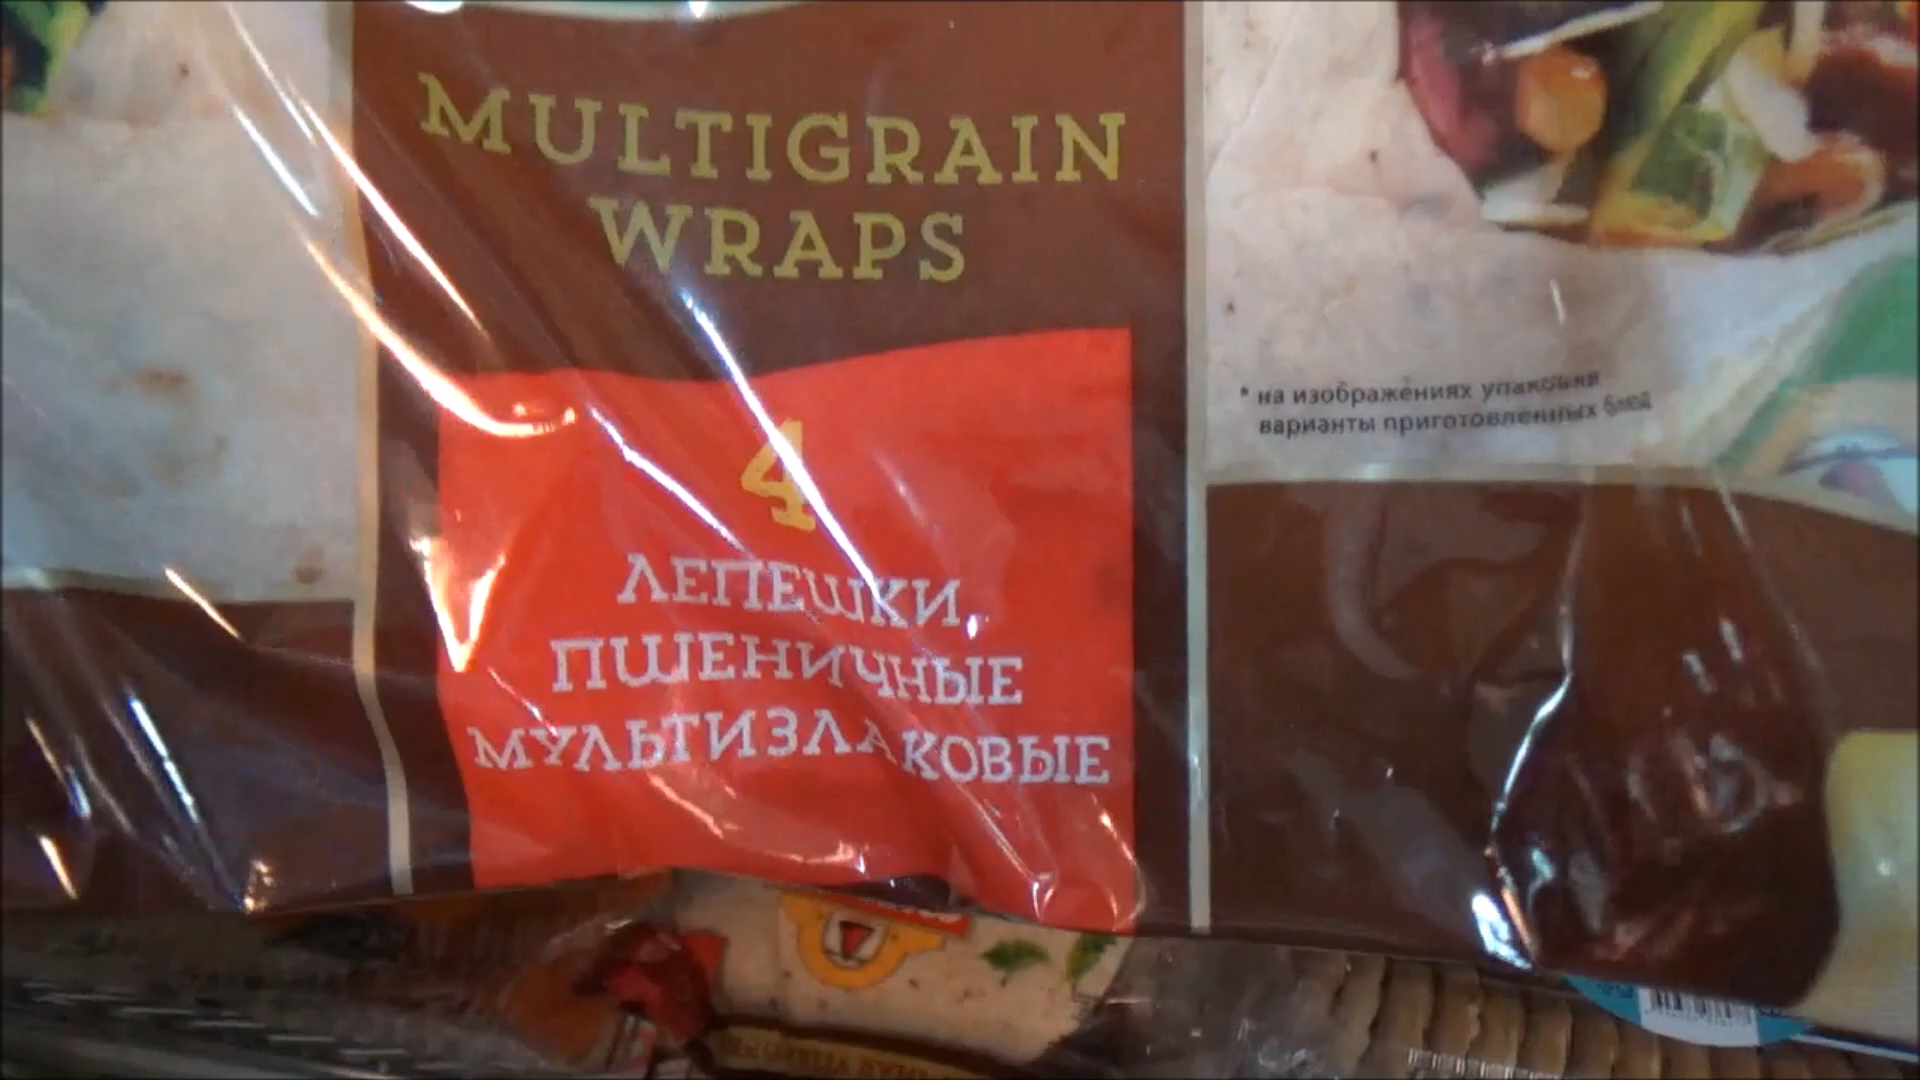 MULTIGRAIN
WRAPS
4
ЛЕПЕШКИ,
ПШЕНИЧНЫЕ
МУЛЬТИЗЛАКОВЫЕ
* на изображениях упаковки
варианты приготовленных блюд